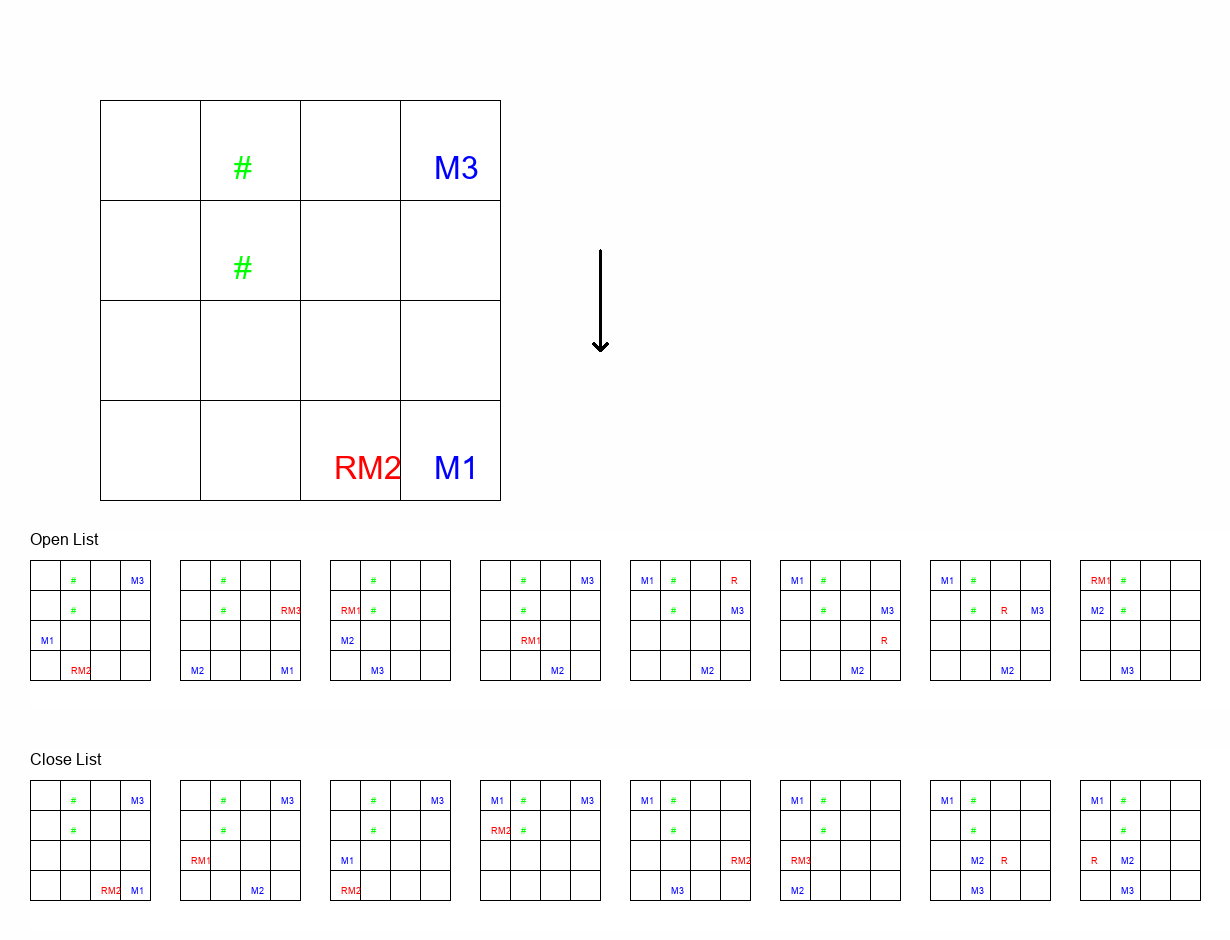 # M3
#
RM2 M1
Open List
# M3 # # # M3 M1 # R M1 # M1 # RM1 #
# # RM3 RM1 # # # M3 # M3 # R M3 M2 #
M1 M2 RM1 R
RM2 M2 M1 M3 M2 M2 M2 M2 M3
Close List
# M3 # M3 # M3 M1 # M3 M1 # M1 # M1 # M1 #
# # # RM2 # # # # #
RM1 M1 RM2 RM3 M2 R R M2
RM2 M1 M2 RM2 M3 M2 M3 M3